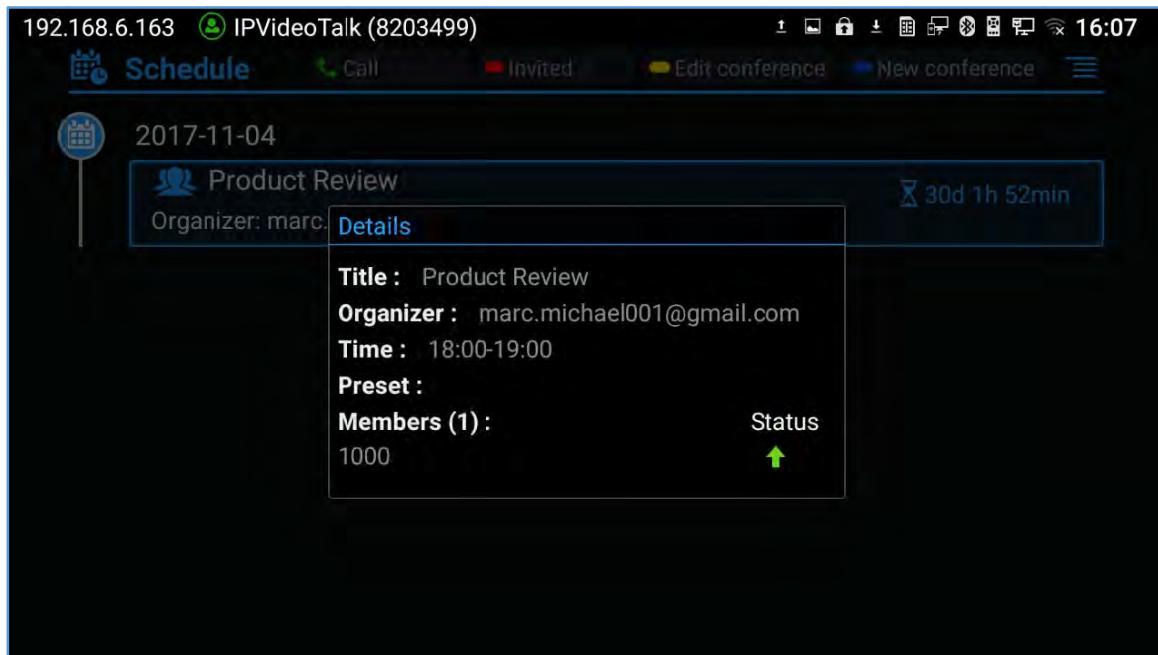 192.168.6.163 IPVideoTalk (8203499) 16:07
Schedule Call Invited Edit conference New conference
2017-11-04
Product Review
30d 1h 52min
Organizer: marc.
Details
Title : Product Review
Organizer : marc.michael001@gmail.com
Time : 18:00-19:00
Preset :
Members (1) : Status
1000